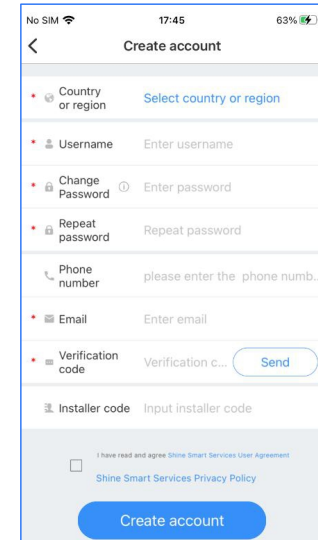 No SIM 17:45 63%
Create account
* Country
or region Select country or region
* Username Enter username
* Change
Password Enter password
* Repeat
password Repeat password
Phone
number please enter the phone numb..
* Email Enter email
* Verification
code Verification c... Send
Installer code Input installer code
I have read and agree Shine Smart Services User Agreement
Shine Smart Services Privacy Policy
Create account